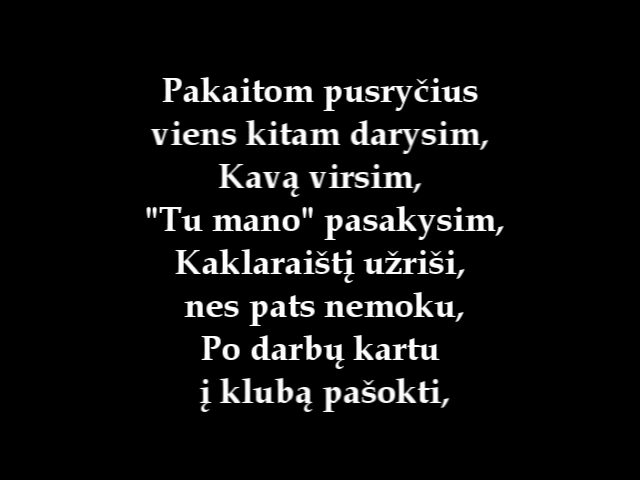 Pakaitom pusryčius
viens kitam darysim,
Kavą virsim,
"Tu mano" pasakysim,
Kaklaraištį užriši,
nes pats nemoku,
Po darbų kartu
į klubą pašokti,